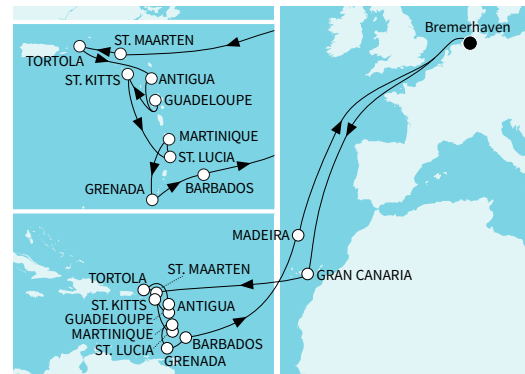 Bremerhaven
ST. MAARTEN
TORTOLA
ST. KITTS
ANTIGUA
GUADELOUPE
MARTINIQUE
ST. LUCIA
GRENADA
BARBADOS
MADEIRA
GRAN CANARIA
TORTOLA
ST. MAARTEN
ST. KITTS
ANTIGUA
GUADELOUPE
MARTINIQUE
ST. LUCIA
BARBADOS
GRENADA